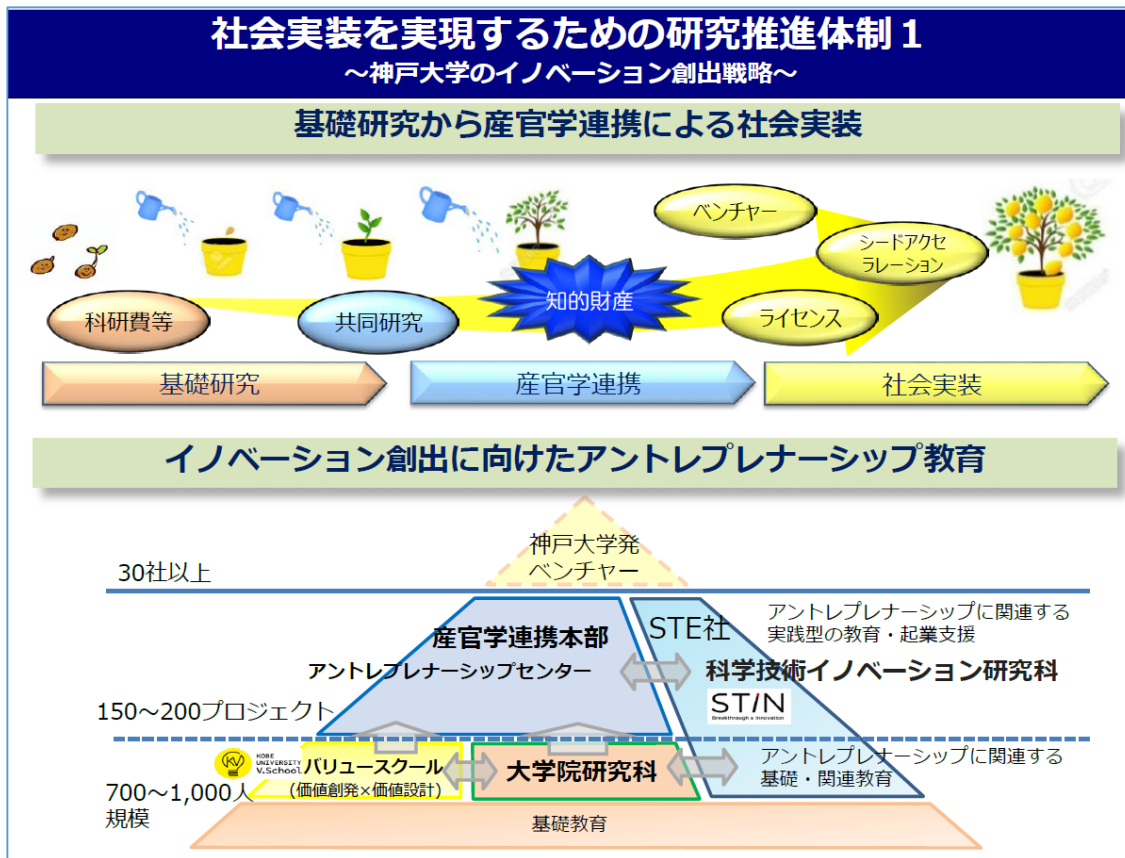 社会実装を実現するための研究推進体制１
～神戸大学のイノベーション創出戦略～
基礎研究から産官学連携による社会実装
ベンチャー
シードアクセ
ラレーション
知的財産
科研費等
共同研究
ライセンス
基礎研究
産官学連携
社会実装
イノベーション創出に向けたアントレプレナーシップ教育
神戸大学発
ベンチャー
30社以上
産官学連携本部
アントレプレナーシップセンター
STE社
アントレプレナーシップに関連する
実践型の教育・起業支援
科学技術イノベーション研究科
STIN
Breakthrough & Innovation
150～200プロジェクト
KV
KOBE
UNIVERSITY
V.School
バリュースクール
(価値創発×価値設計)
大学院研究科
アントレプレナーシップに関連する
基礎・関連教育
700～1,000人
規模
基礎教育